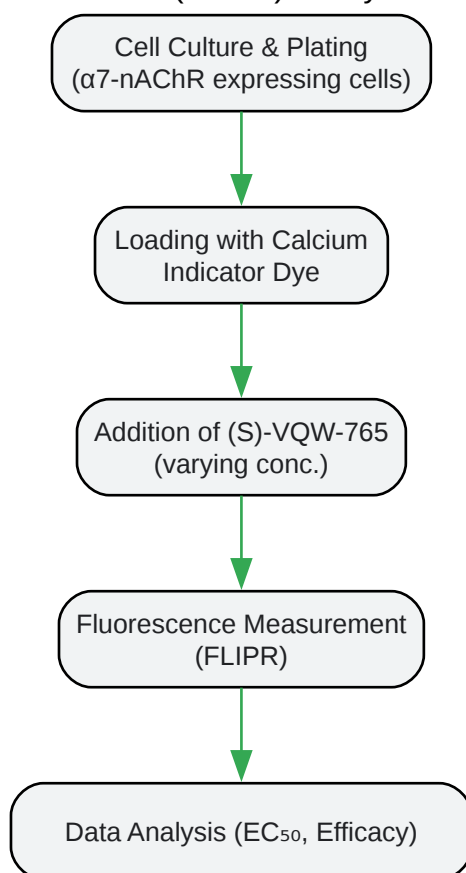 Cell Culture & Plating
(α7-nAChR expressing cells)
Loading with Calcium
Indicator Dye
Addition of (S)-VQW-765
(varying conc.)
Fluorescence Measurement
(FLIPR)
Data Analysis (EC₅₀, Efficacy)